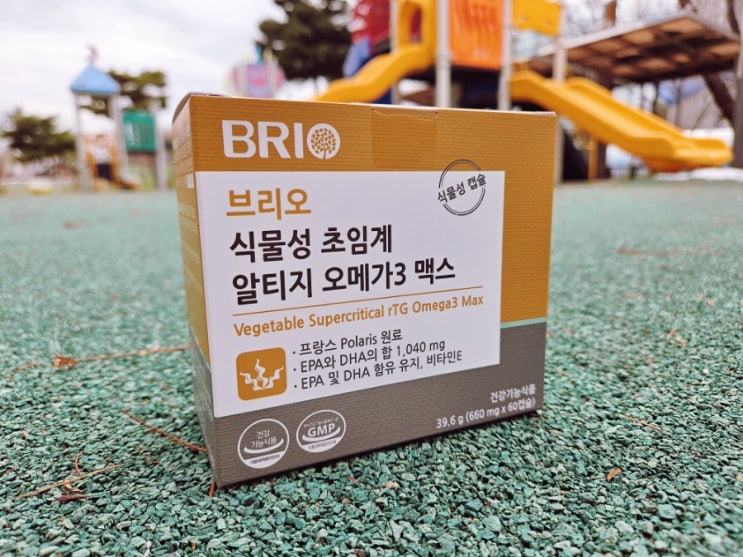 BRIO
브리오
식물성 캡슐
식물성 초임계
알티지 오메가3 맥스
Vegetable Supercritical rTG Omega3 Max
· 프랑스 Polaris 원료
· EPA와 DHA의 합 1,040 mg
· EPA 및 DHA 함유 유지, 비타민E
건강기능식품
39.6 g (660 mg x 60캡슐)
건강
기능식품
GMP